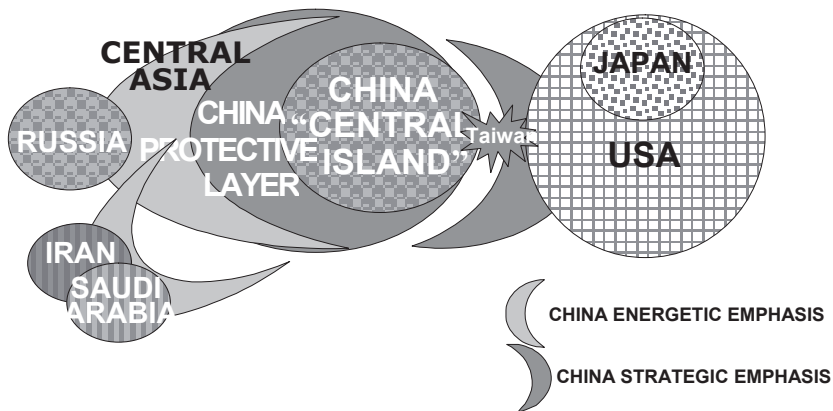 CENTRAL
ASIA
RUSSIA
CHINA
PROTECTIVE
LAYER
CHINA
“CENTRAL
ISLAND”
Taiwan
JAPAN
USA
IRAN
SAUDI
ARABIA
CHINA ENERGETIC EMPHASIS
CHINA STRATEGIC EMPHASIS